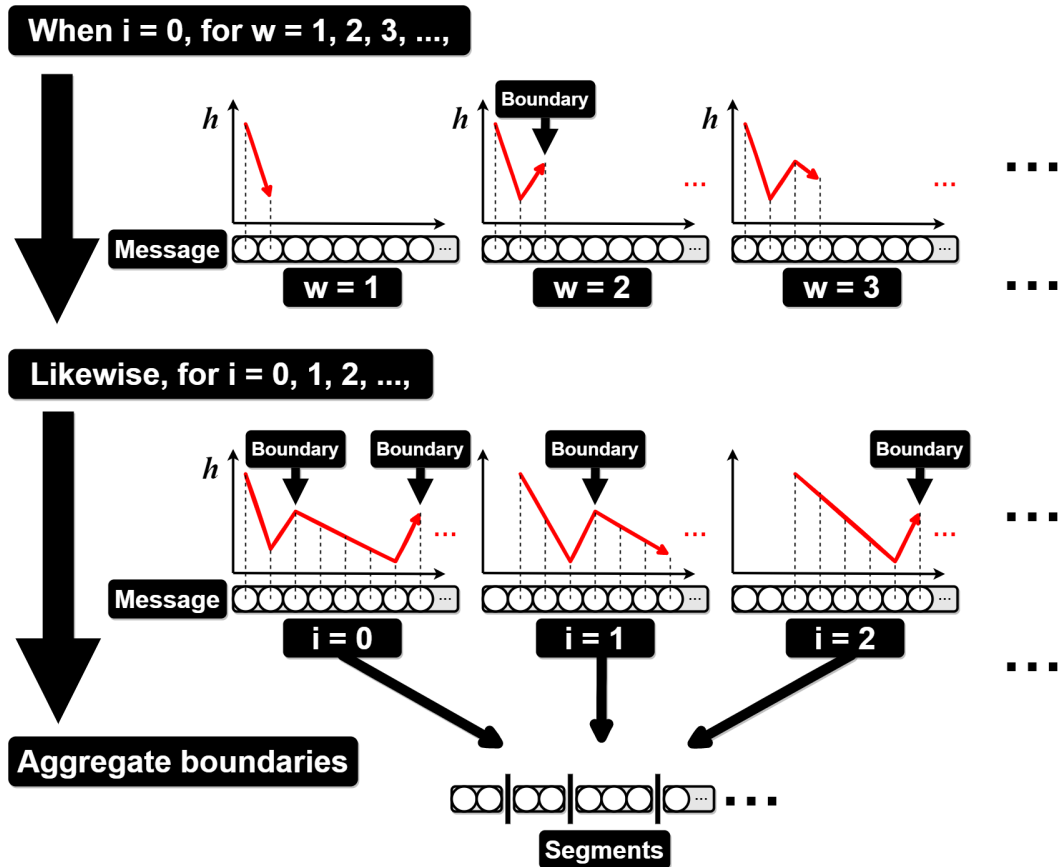 When i = 0, for w = 1, 2, 3, ...,
Boundary
h
h
h
...
...
...
Message
...
...
...
...
w = 1
w = 2
w = 3
Likewise, for i = 0, 1, 2, ...,
Boundary
Boundary
Boundary
Boundary
h
...
...
...
...
Message
...
...
...
i = 0
i = 1
i = 2
...
Aggregate boundaries
...
...
Segments